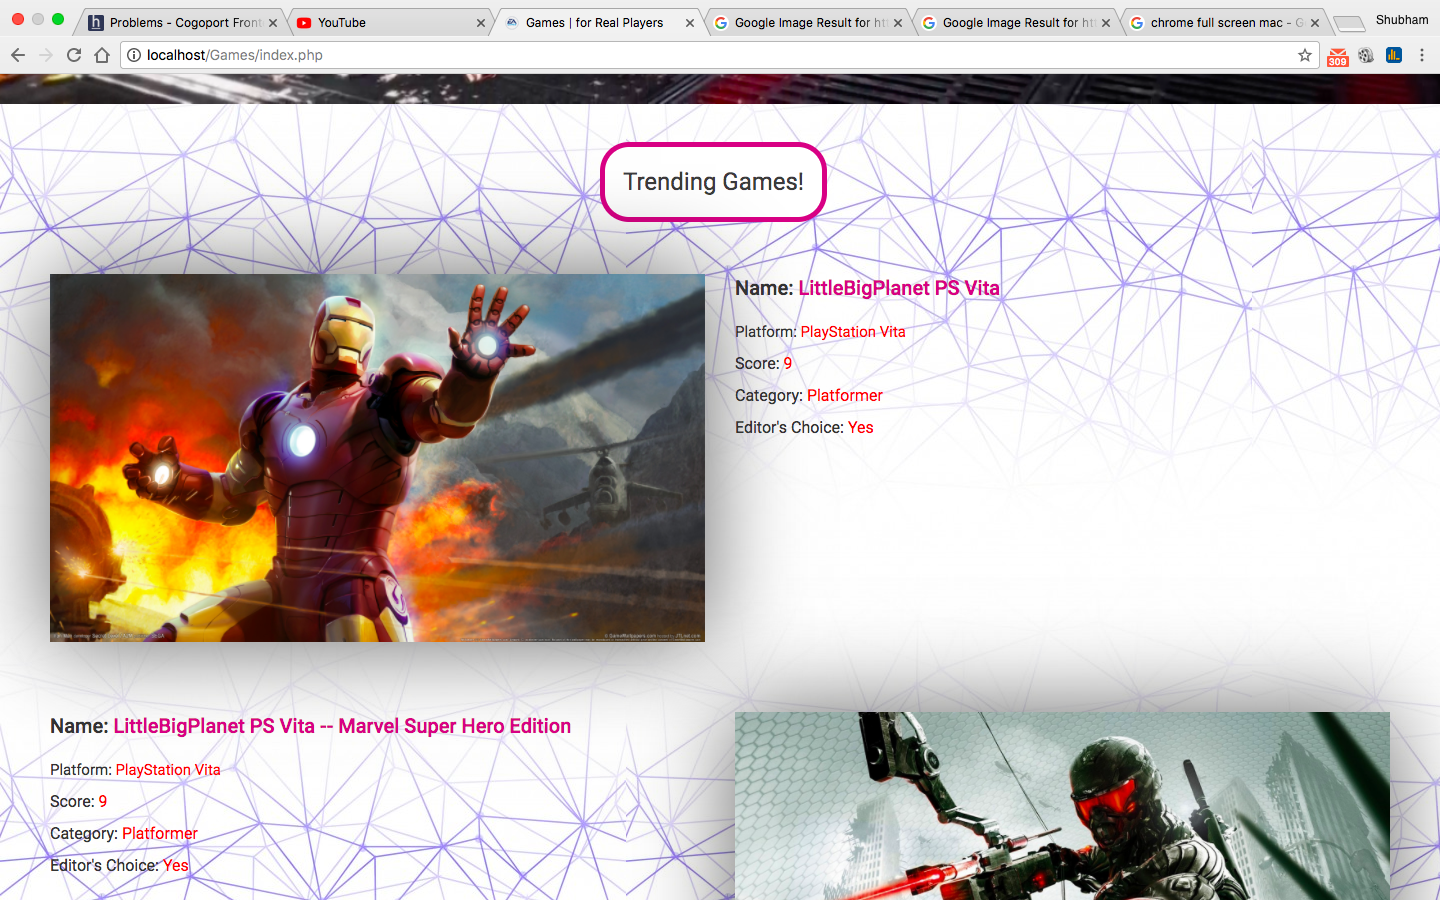 Problems - Cogoport Front
YouTube
Games | for Real Players
Google Image Result for htt
Google Image Result for htt
chrome full screen mac - Go
Shubham
localhost/Games/index.php
309
Trending Games!
Name: LittleBigPlanet PS Vita
Platform: PlayStation Vita
Score: 9
Category: Platformer
Editor's Choice: Yes
Name: LittleBigPlanet PS Vita -- Marvel Super Hero Edition
Platform: PlayStation Vita
Score: 9
Category: Platformer
Editor's Choice: Yes